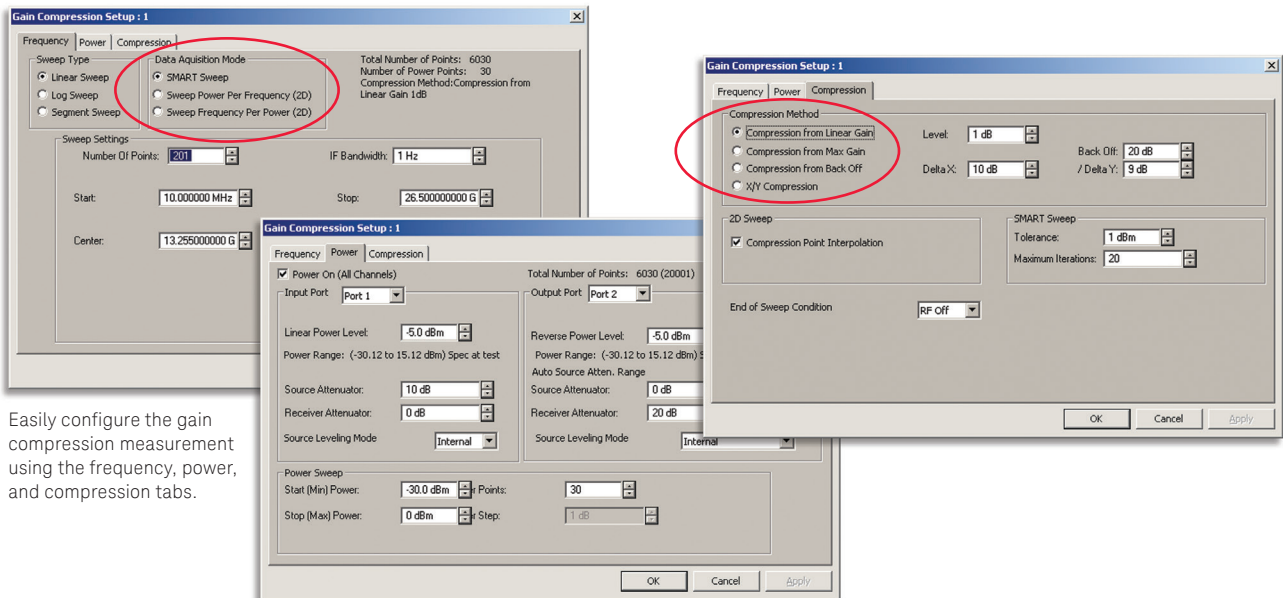 Gain Compression Setup : 1
Frequency Power Compression
Sweep Type
Linear Sweep
Log Sweep
Segment Sweep
Data Aquisition Mode
SMART Sweep
Sweep Power Per Frequency (2D)
Sweep Frequency Per Power (2D)
Total Number of Points: 6030
Number of Power Points: 30
Compression Method:Compression from
Linear Gain 1dB
Sweep Settings
Number Of Points: 201
IF Bandwidth: 1 Hz
Start: 10.000000 MHz
Stop: 26.500000000 G
Center: 13.255000000 G
Gain Compression Setup : 1
Frequency Power Compression
Power On (All Channels)
Total Number of Points: 6030 (20001)
Input Port Port 1
Linear Power Level: -5.0 dBm
Power Range: (-30.12 to 15.12 dBm) Spec at test
Source Attenuator: 10 dB
Receiver Attenuator: 0 dB
Source Leveling Mode Internal
Output Port Port 2
Reverse Power Level: -5.0 dBm
Power Range: (-30.12 to 15.12 dBm) S
Auto Source Atten. Range
Source Attenuator: 0 dB
Receiver Attenuator: 20 dB
Source Leveling Mode Internal
Power Sweep
Start (Min) Power: -30.0 dBm r Points: 30
Stop (Max) Power: 0 dBm r Step: 1 dB
OK Cancel Apply
Gain Compression Setup : 1
Frequency Power Compression
Compression Method
Compression from Linear Gain
Compression from Max Gain
Compression from Back Off
X/Y Compression
Level: 1 dB
Back Off: 20 dB
Delta X: 10 dB
/ Delta Y: 9 dB
2D Sweep
Compression Point Interpolation
SMART Sweep
Tolerance: 1 dBm
Maximum Iterations: 20
End of Sweep Condition RF Off
OK Cancel Apply
Easily configure the gain
compression measurement
using the frequency, power,
and compression tabs.